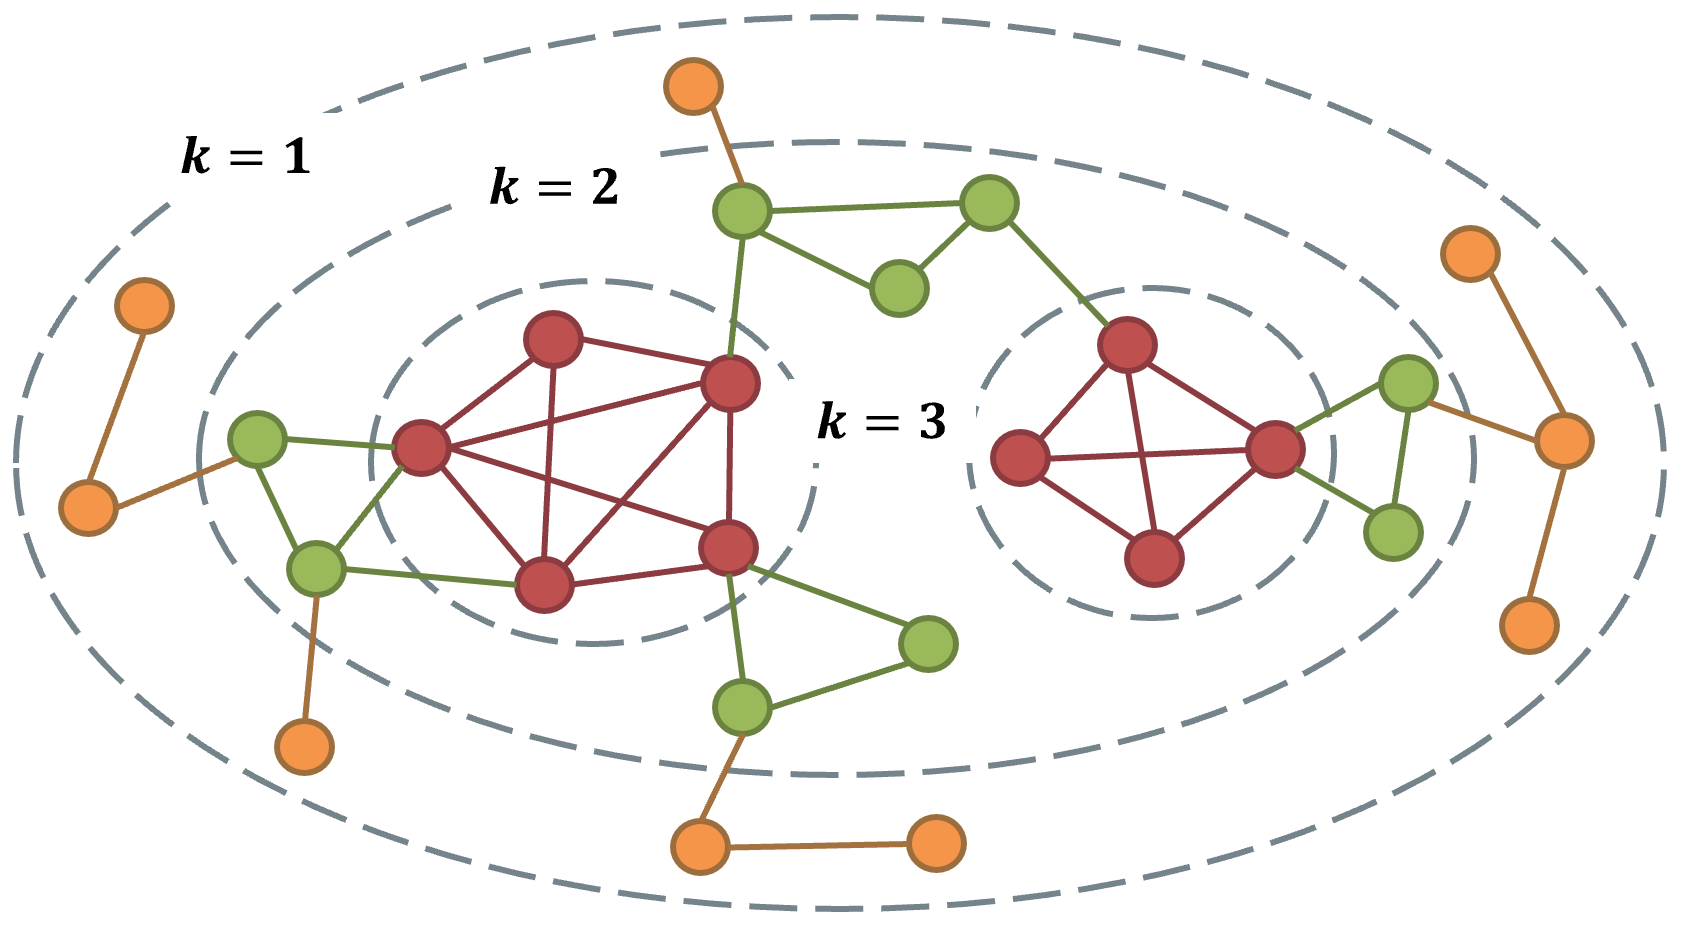 k = 1
k = 2
k = 3